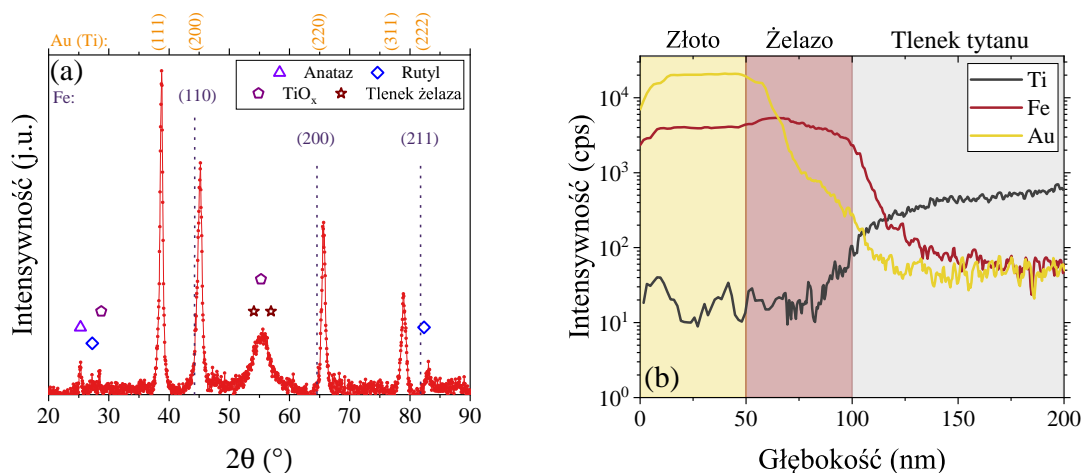 Au (Ti):
(111)
(200)
(220)
(311)
(222)
(a)
Anataz
Rutyl
TiOₓ
Tlenek żelaza
Fe:
(110)
(200)
(211)
Intensywność (j.u.)
20 30 40 50 60 70 80 90
2θ (°)
Złoto Żelazo Tlenek tytanu
Ti
Fe
Au
10⁴
10³
10²
10¹
10⁰
Intensywność (cps)
(b)
0 50 100 150 200
Głębokość (nm)